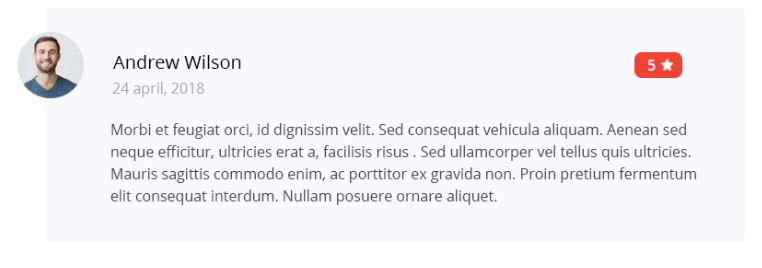 Andrew Wilson
5
24 april, 2018
Morbi et feugiat orci, id dignissim velit. Sed consequat vehicula aliquam. Aenean sed
neque efficitur, ultricies erat a, facilisis risus . Sed ullamcorper vel tellus quis ultricies.
Mauris sagittis commodo enim, ac porttitor ex gravida non. Proin pretium fermentum
elit consequat interdum. Nullam posuere ornare aliquet.